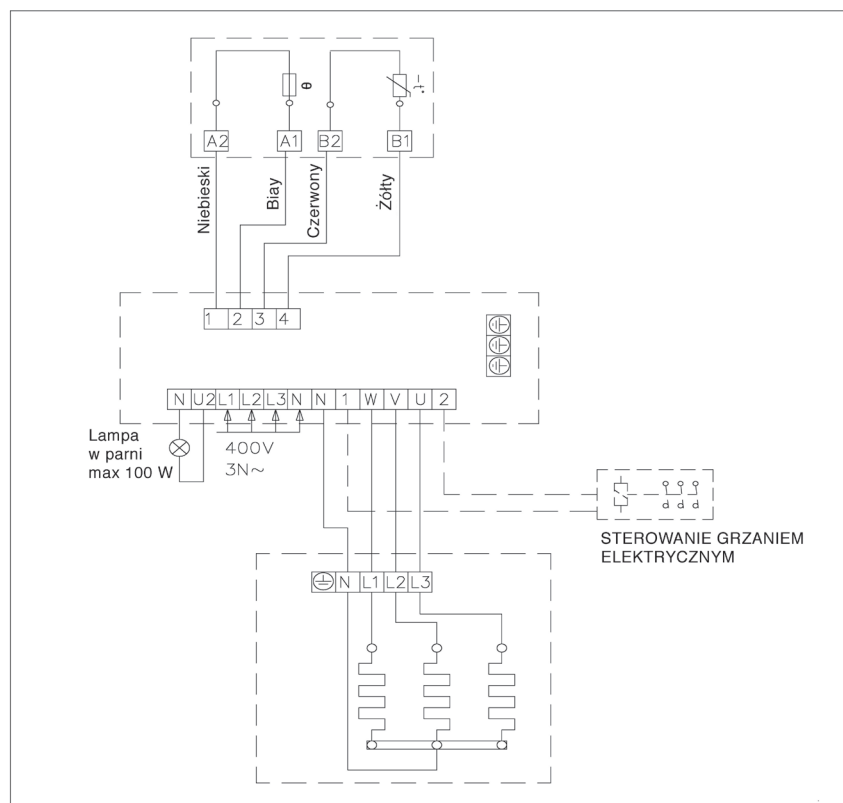 θ
-t°
A2 A1 B2 B1
Niebieski
Biay
Czerwony
Żółty
1 2 3 4
N U2 L1 L2 L3 N N 1 W V U 2
Lampa
w parni
max 100 W
400V
3N~
STEROWANIE GRZANIEM
ELEKTRYCZNYM
N L1 L2 L3